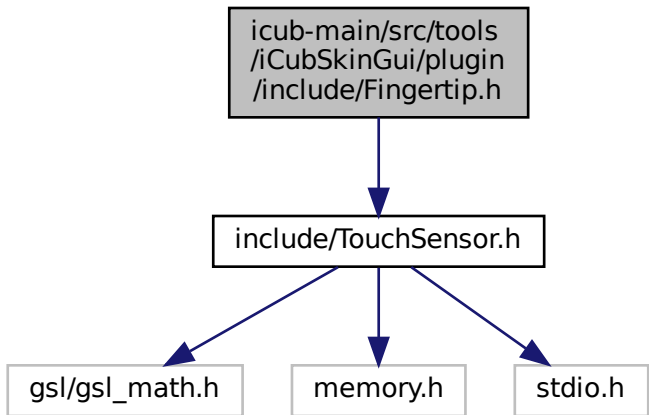 icub-main/src/tools
/iCubSkinGui/plugin
/include/Fingertip.h
include/TouchSensor.h
gsl/gsl_math.h
memory.h
stdio.h